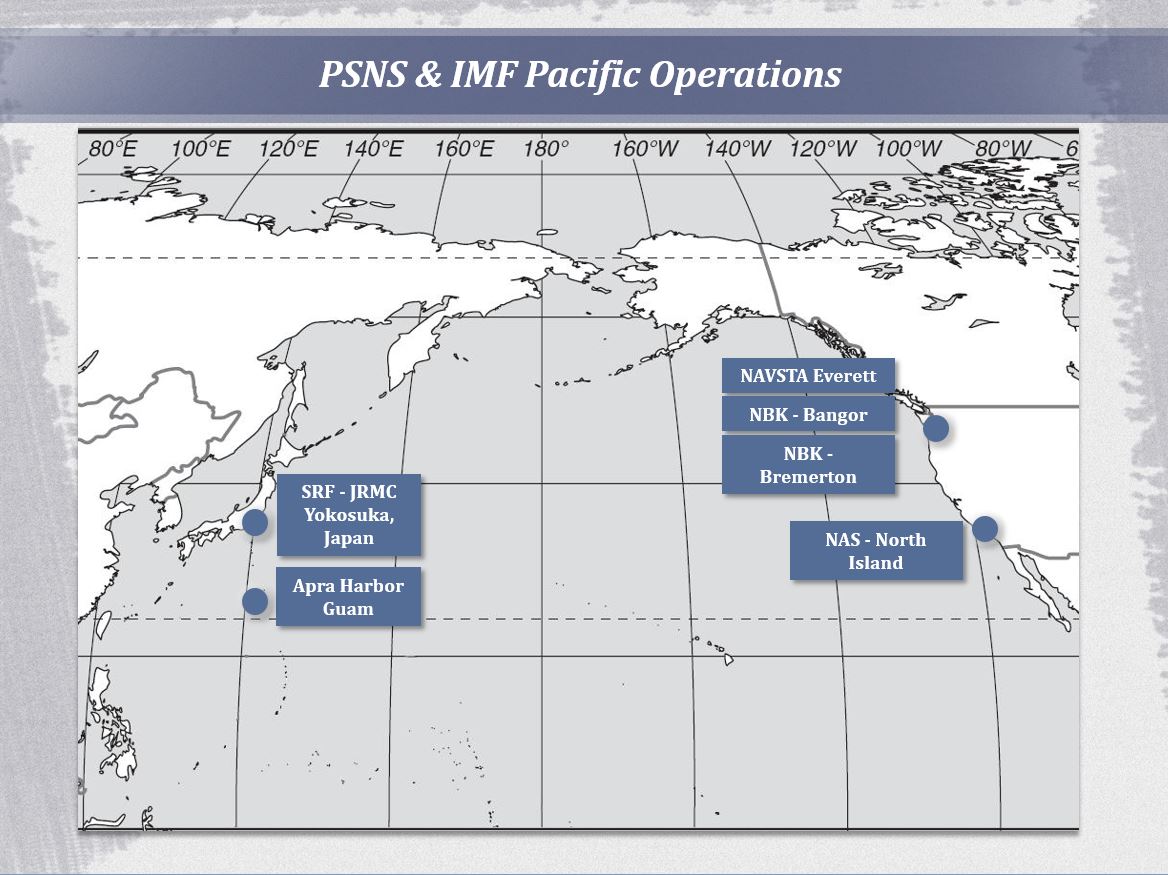 PSNS & IMF Pacific Operations
80°E 100°E 120°E 140°E 160°E 180° 160°W 140°W 120°W 100°W 80°W 6
NAVSTA Everett
NBK - Bangor
NBK -
Bremerton
SRF - JRMC
Yokosuka,
Japan
NAS - North
Island
Apra Harbor
Guam